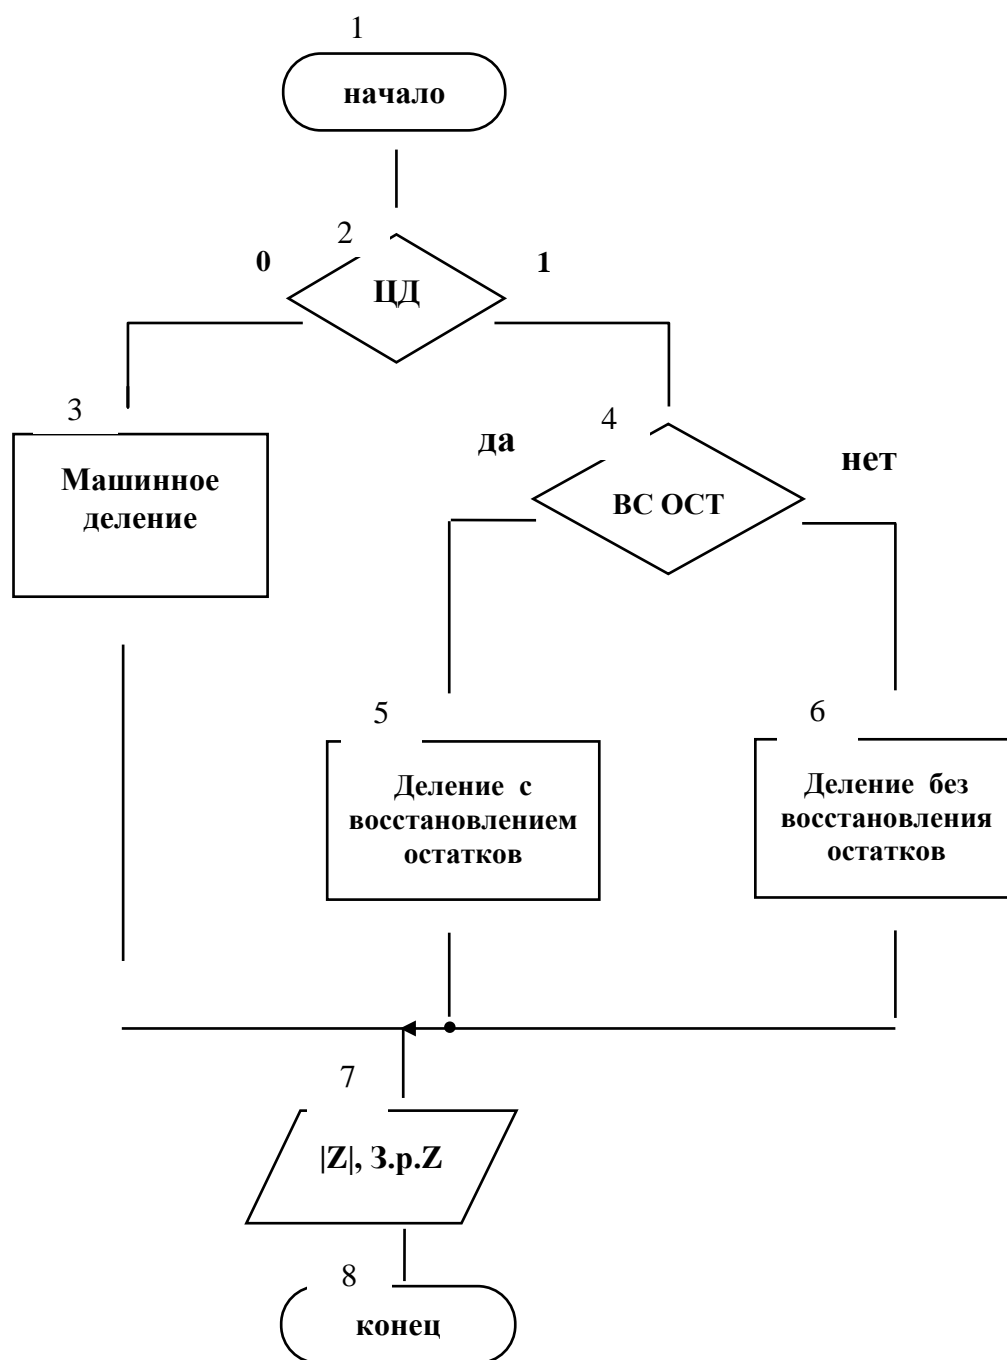 1
начало
2
0
1
ЦД
3
4
да
нет
Машинное
деление
ВС ОСТ
5
6
Деление с
восстановлением
остатков
Деление без
восстановления
остатков
7
|Z|, З.р.Z
8
конец